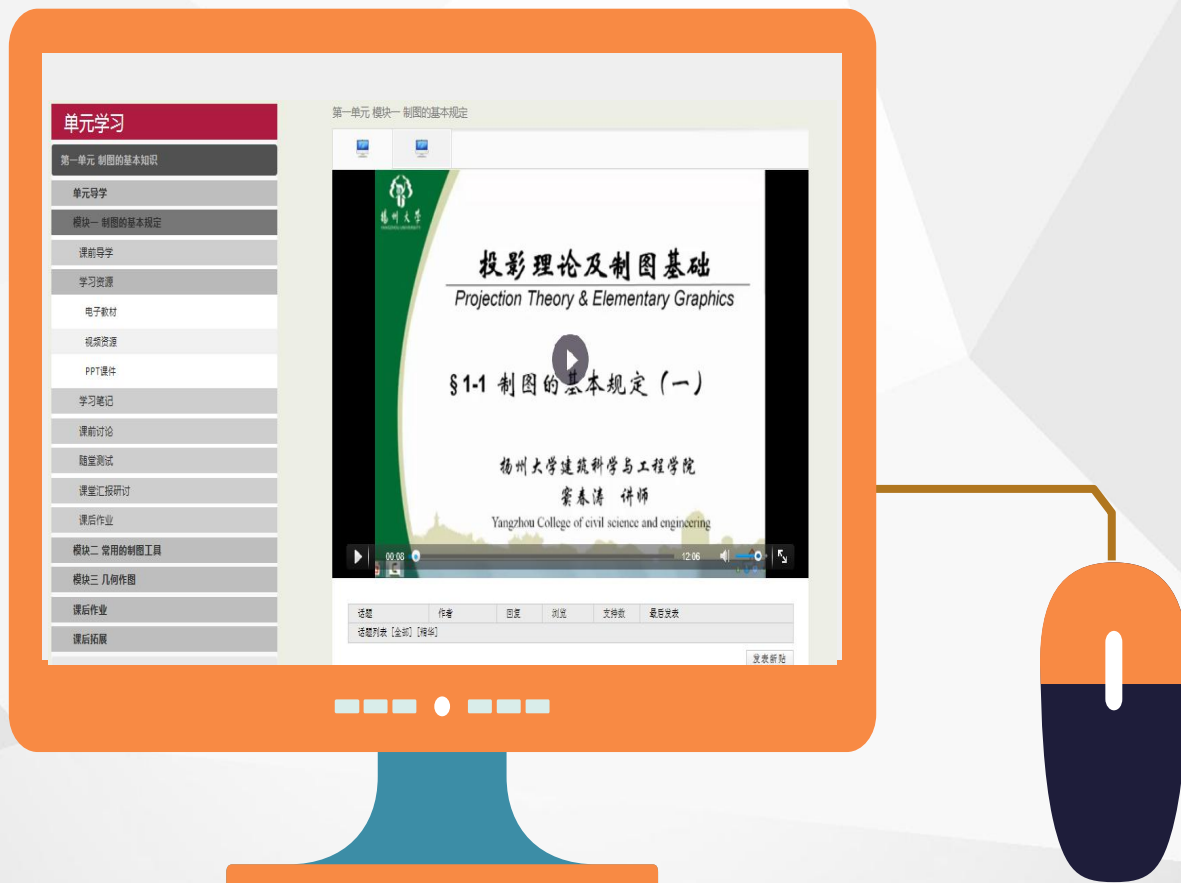 单元学习
第一单元 制图的基本知识
单元导学
模块一 制图的基本规定
课前导学
学习资源
电子教材
视频资源
PPT课件
学习笔记
课前讨论
随堂测试
课堂汇报研讨
课后作业
模块二 常用的制图工具
模块三 几何作图
课后作业
课后拓展
第一单元 模块一 制图的基本规定
扬州大学
YANGZHOU UNIVERSITY
投影理论及制图基础
Projection Theory & Elementary Graphics
§1-1 制图的基本规定（一）
扬州大学建筑科学与工程学院
窦春涛 讲师
Yangzhou College of civil science and engineering
00:08 12:06
话题 作者 回复 浏览 支持数 最后发表
话题列表 [全部] [精华]
发表新帖